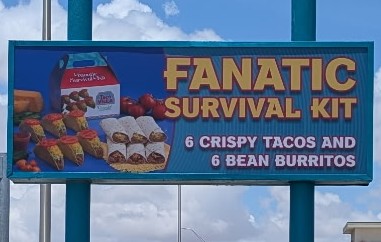 FANATIC
SURVIVAL KIT
6 CRISPY TACOS AND
6 BEAN BURRITOS